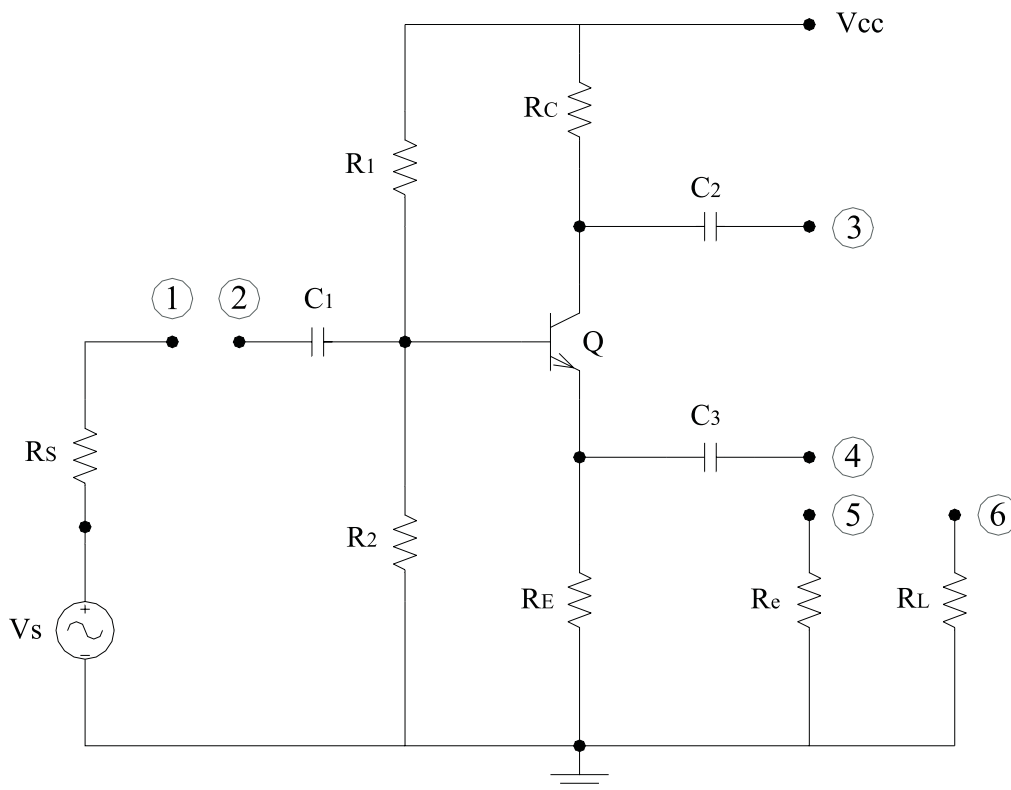 Vcc
RC
R1
C2
③
① ② C1
Q
C3
RS
④
⑤ ⑥
R2
RE Re RL
Vs
+
−